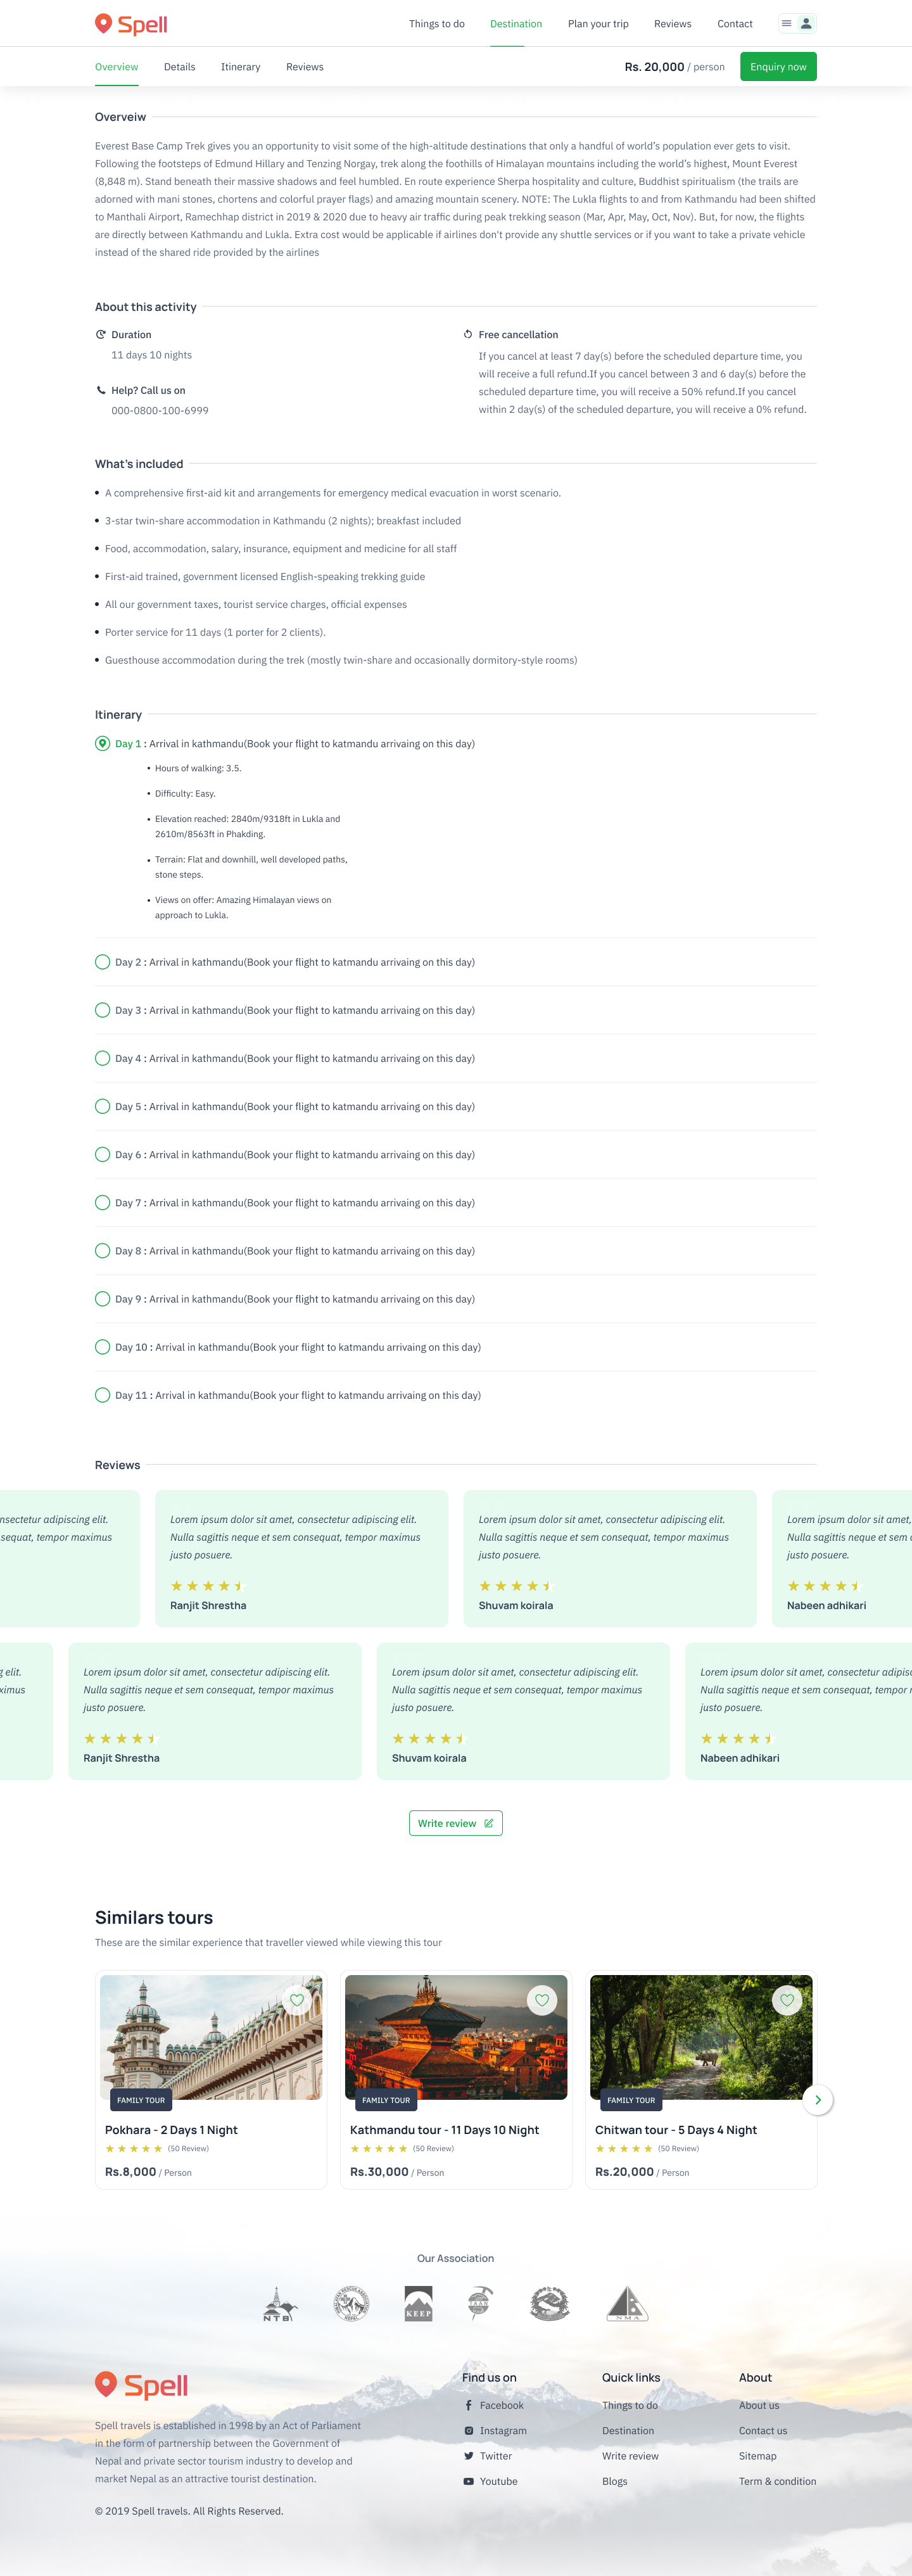 Spell
Things to do
Destination
Plan your trip
Reviews
Contact
Overview
Details
Itinerary
Reviews
Rs. 20,000 / person
Enquiry now
Overveiw
Everest Base Camp Trek gives you an opportunity to visit some of the high-altitude destinations that only a handful of world's population ever gets to visit.
Following the footsteps of Edmund Hillary and Tenzing Norgay, trek along the foothills of Himalayan mountains including the world's highest, Mount Everest
(8,848 m). Stand beneath their massive shadows and feel humbled. En route experience Sherpa hospitality and culture, Buddhist spiritualism (the trails are
adorned with mani stones, chortens and colorful prayer flags) and amazing mountain scenery. NOTE: The Lukla flights to and from Kathmandu had been shifted
to Manthali Airport, Ramechhap district in 2019 & 2020 due to heavy air traffic during peak trekking season (Mar, Apr, May, Oct, Nov). But, for now, the flights
are directly between Kathmandu and Lukla. Extra cost would be applicable if airlines don't provide any shuttle services or if you want to take a private vehicle
instead of the shared ride provided by the airlines
About this activity
Duration
11 days 10 nights
Help? Call us on
000-0800-100-6999
Free cancellation
If you cancel at least 7 day(s) before the scheduled departure time, you
will receive a full refund.If you cancel between 3 and 6 day(s) before the
scheduled departure time, you will receive a 50% refund.If you cancel
within 2 day(s) of the scheduled departure, you will receive a 0% refund.
What's included
• A comprehensive first-aid kit and arrangements for emergency medical evacuation in worst scenario.
• 3-star twin-share accommodation in Kathmandu (2 nights); breakfast included
• Food, accommodation, salary, insurance, equipment and medicine for all staff
• First-aid trained, government licensed English-speaking trekking guide
• All our government taxes, tourist service charges, official expenses
• Porter service for 11 days (1 porter for 2 clients).
• Guesthouse accommodation during the trek (mostly twin-share and occasionally dormitory-style rooms)
Itinerary
Day 1 : Arrival in kathmandu(Book your flight to katmandu arrivaing on this day)
• Hours of walking: 3.5.
• Difficulty: Easy.
• Elevation reached: 2840m/9318ft in Lukla and
2610m/8563ft in Phakding.
• Terrain: Flat and downhill, well developed paths,
stone steps.
• Views on offer: Amazing Himalayan views on
approach to Lukla.
Day 2 : Arrival in kathmandu(Book your flight to katmandu arrivaing on this day)
Day 3 : Arrival in kathmandu(Book your flight to katmandu arrivaing on this day)
Day 4 : Arrival in kathmandu(Book your flight to katmandu arrivaing on this day)
Day 5 : Arrival in kathmandu(Book your flight to katmandu arrivaing on this day)
Day 6 : Arrival in kathmandu(Book your flight to katmandu arrivaing on this day)
Day 7 : Arrival in kathmandu(Book your flight to katmandu arrivaing on this day)
Day 8 : Arrival in kathmandu(Book your flight to katmandu arrivaing on this day)
Day 9 : Arrival in kathmandu(Book your flight to katmandu arrivaing on this day)
Day 10 : Arrival in kathmandu(Book your flight to katmandu arrivaing on this day)
Day 11 : Arrival in kathmandu(Book your flight to katmandu arrivaing on this day)
Reviews
nsectetur adipiscing elit.
sequat, tempor maximus
Lorem ipsum dolor sit amet, consectetur adipiscing elit.
Nulla sagittis neque et sem consequat, tempor maximus
justo posuere.
Ranjit Shrestha
Lorem ipsum dolor sit amet, consectetur adipiscing elit.
Nulla sagittis neque et sem consequat, tempor maximus
justo posuere.
Shuvam koirala
Lorem ipsum dolor sit amet,
Nulla sagittis neque et sem
justo posuere.
Nabeen adhikari
g elit.
ximus
Lorem ipsum dolor sit amet, consectetur adipiscing elit.
Nulla sagittis neque et sem consequat, tempor maximus
justo posuere.
Ranjit Shrestha
Lorem ipsum dolor sit amet, consectetur adipiscing elit.
Nulla sagittis neque et sem consequat, tempor maximus
justo posuere.
Shuvam koirala
Lorem ipsum dolor sit amet, consectetur adipisc
Nulla sagittis neque et sem consequat, tempor
justo posuere.
Nabeen adhikari
Write review
Similars tours
These are the similar experience that traveller viewed while viewing this tour
FAMILY TOUR
Pokhara - 2 Days 1 Night
(50 Review)
Rs.8,000 / Person
FAMILY TOUR
Kathmandu tour - 11 Days 10 Night
(50 Review)
Rs.30,000 / Person
FAMILY TOUR
Chitwan tour - 5 Days 4 Night
(50 Review)
Rs.20,000 / Person
Our Association
NTB
KEEP
TAAN
NMA
Spell
Spell travels is established in 1998 by an Act of Parliament
in the form of partnership between the Government of
Nepal and private sector tourism industry to develop and
market Nepal as an attractive tourist destination.
© 2019 Spell travels. All Rights Reserved.
Find us on
Facebook
Instagram
Twitter
Youtube
Quick links
Things to do
Destination
Write review
Blogs
About
About us
Contact us
Sitemap
Term & condition